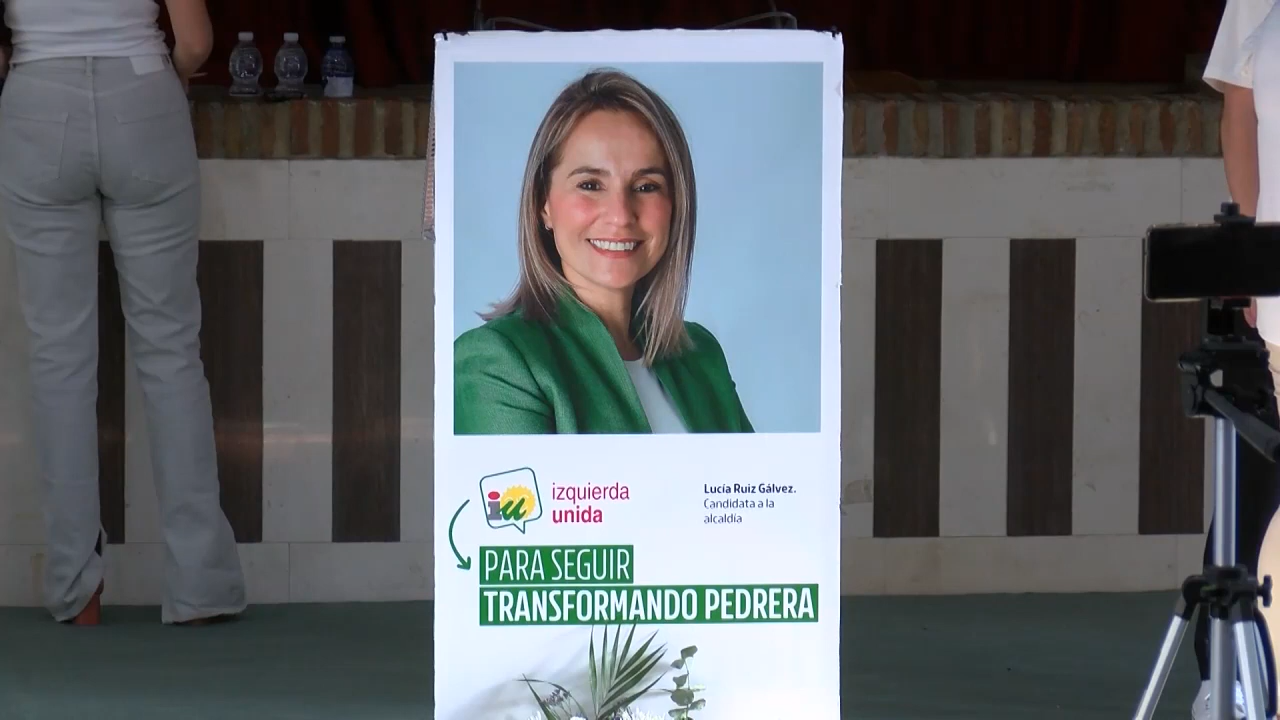 iu
izquierda
unida
Lucía Ruiz Gálvez.
Candidata a la
alcaldía
PARA SEGUIR
TRANSFORMANDO PEDRERA